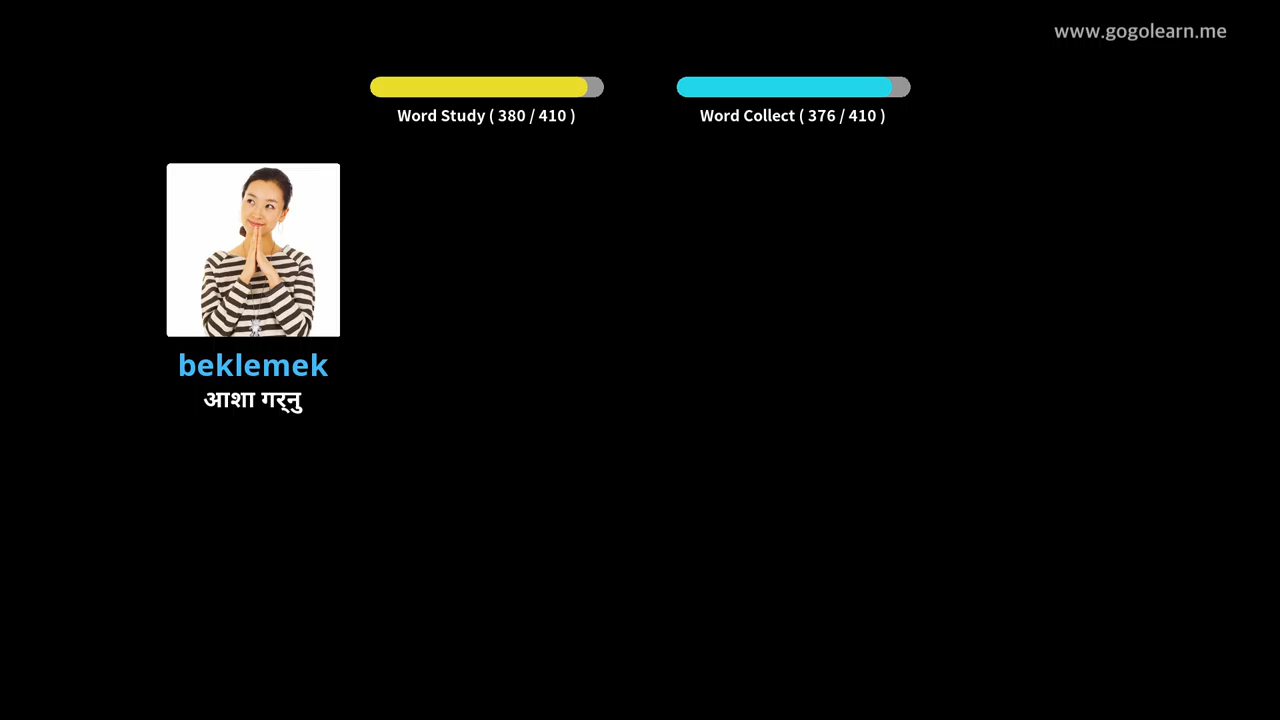 www.gogolearn.me
Word Study ( 380 / 410 )
Word Collect ( 376 / 410 )
beklemek
आशा गर्‍नु